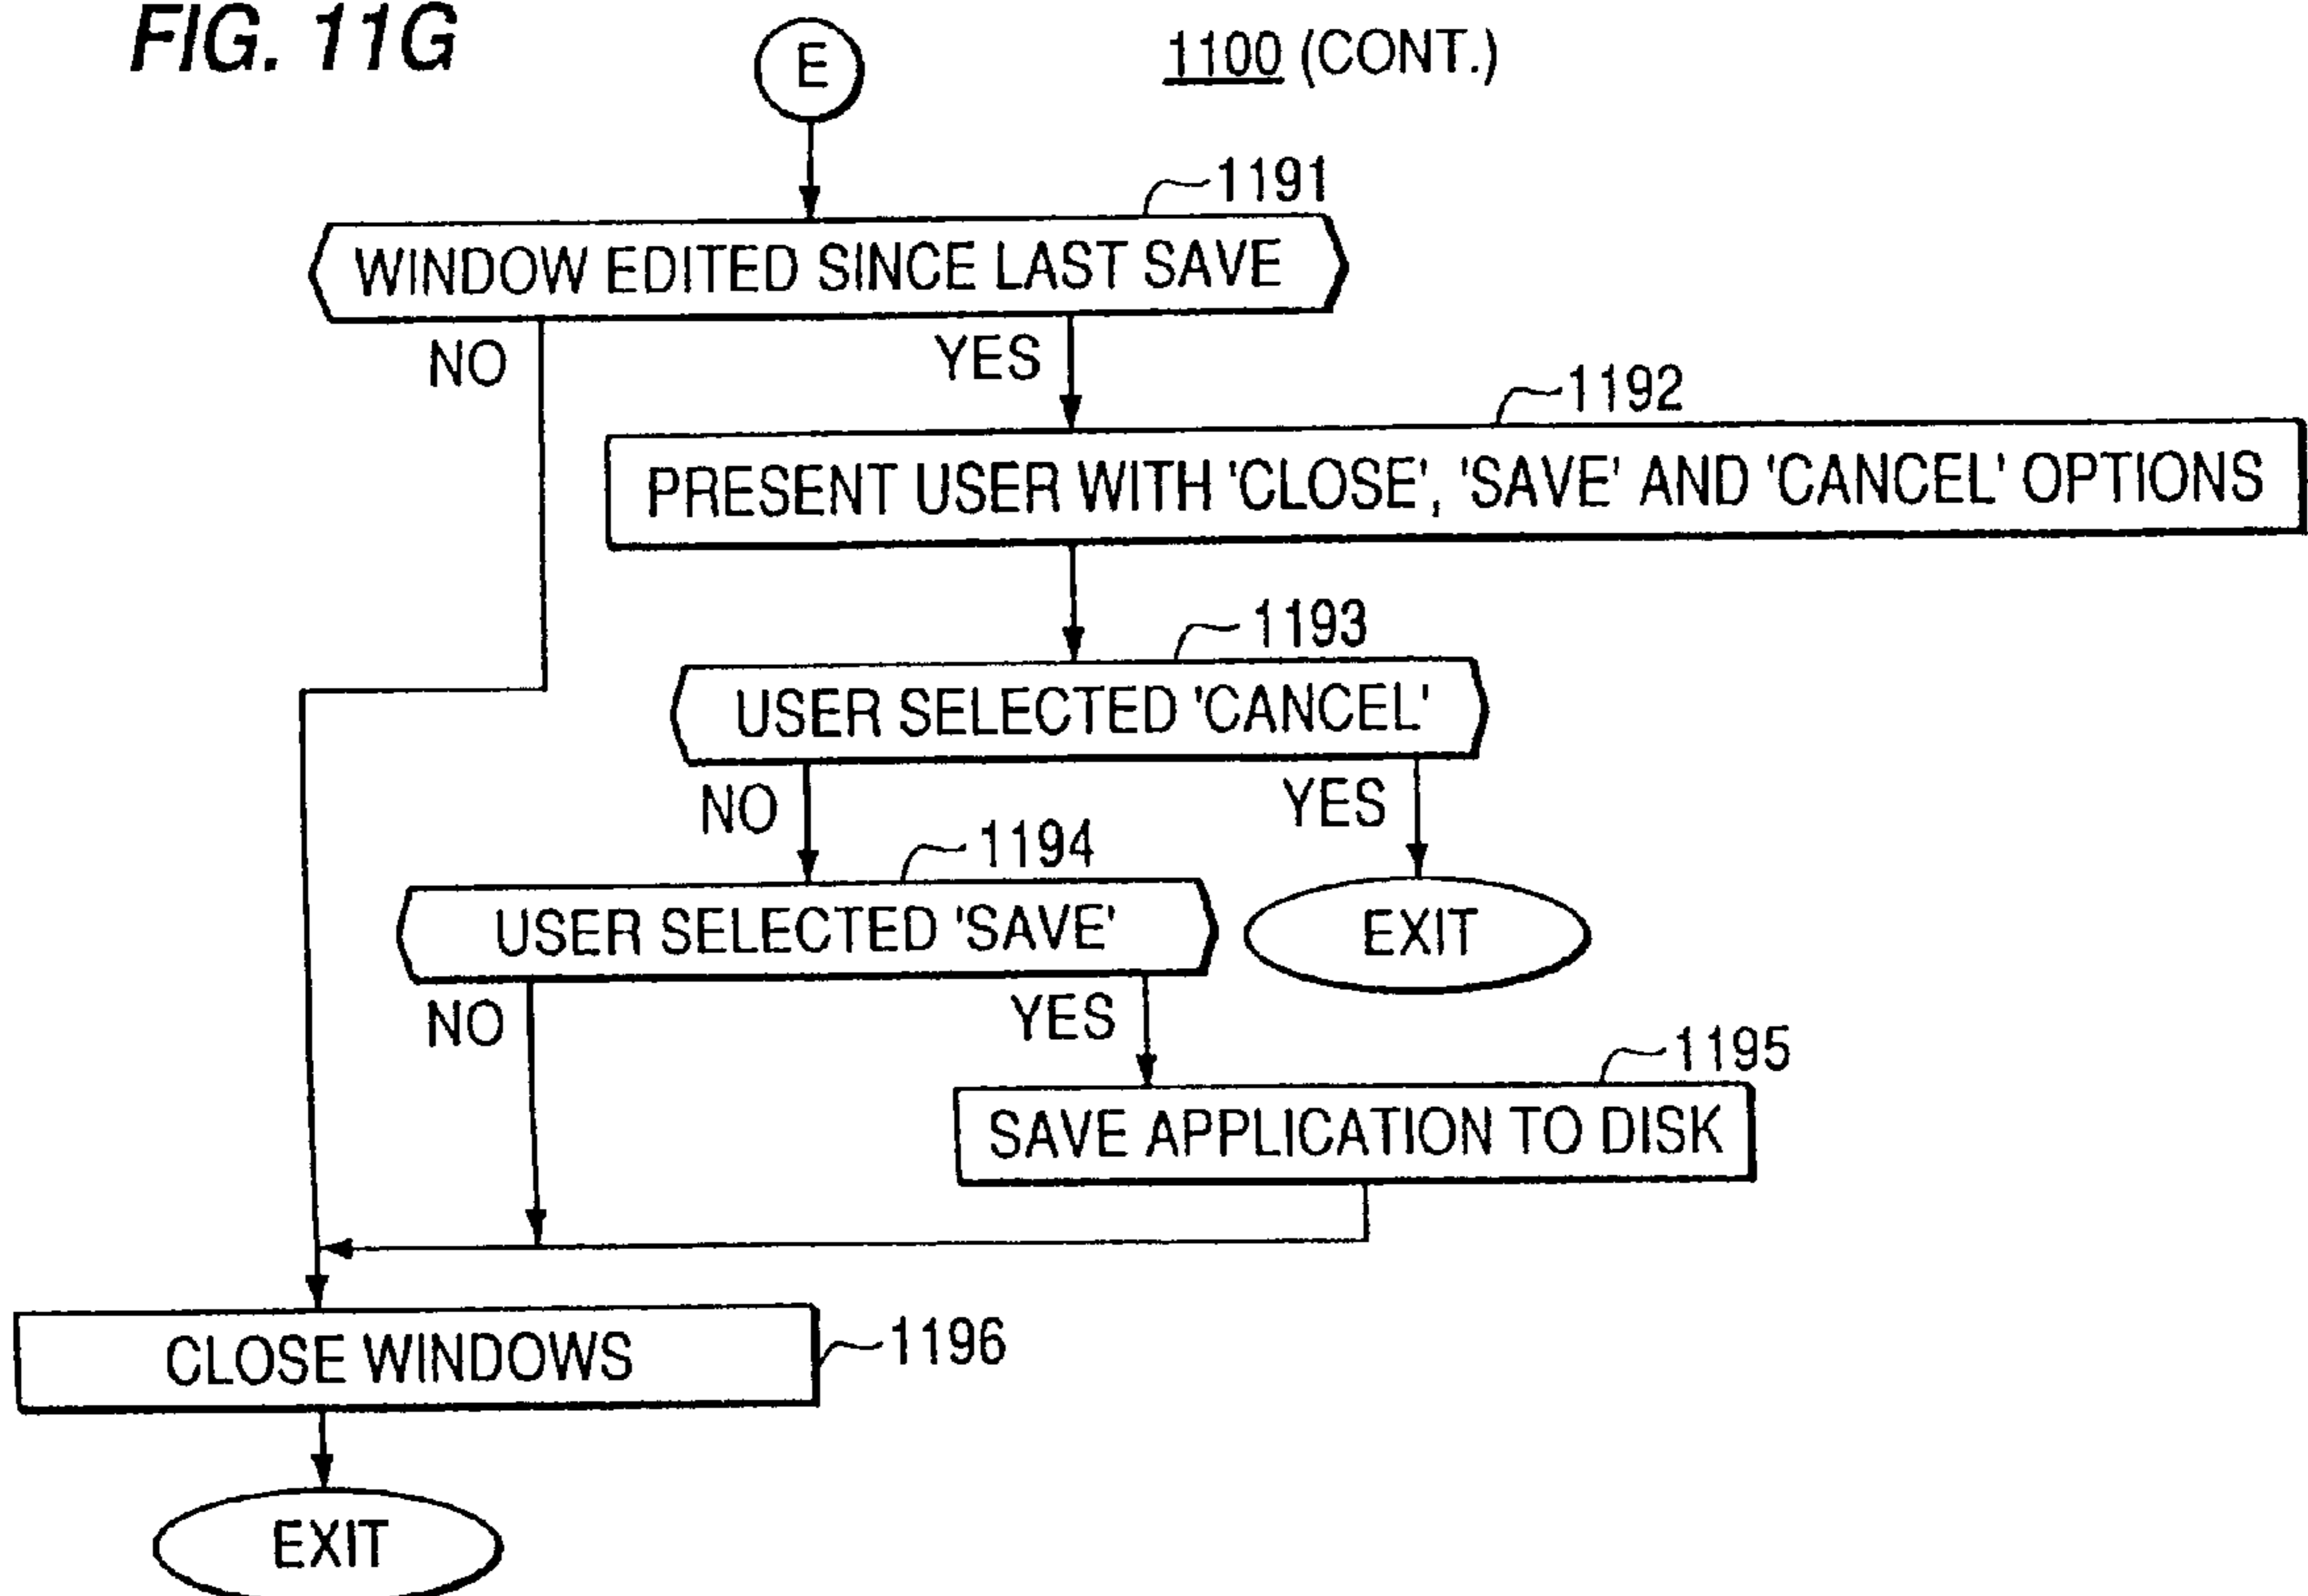 FIG. 11G
E
1100 (CONT.)
1191
WINDOW EDITED SINCE LAST SAVE
NO
YES
1192
PRESENT USER WITH 'CLOSE', 'SAVE' AND 'CANCEL' OPTIONS
1193
USER SELECTED 'CANCEL'
NO
YES
1194
USER SELECTED 'SAVE'
EXIT
NO
YES
1195
SAVE APPLICATION TO DISK
CLOSE WINDOWS
1196
EXIT